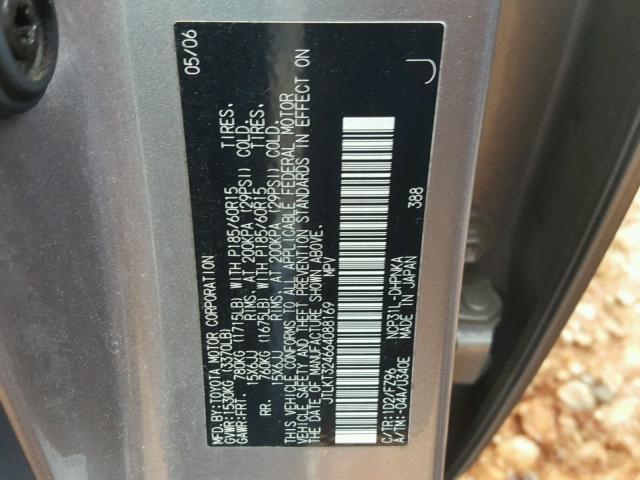 MFD.BY:TOYOTA MOTOR CORPORATION 05/06
GVWR:1530KG (3370LB)
GAWR:FRT. 780KG (1715LB) WITH P185/60R15 TIRES,
15X6JJ RIMS, AT 200KPA (29PSI) COLD.
RR. 760KG (1675LB) WITH P185/60R15 TIRES,
15X6JJ RIMS, AT 200KPA (29PSI) COLD.
THIS VEHICLE CONFORMS TO ALL APPLICABLE FEDERAL MOTOR
VEHICLE SAFETY AND THEFT PREVENTION STANDARDS IN EFFECT ON
THE DATE OF MANUFACTURE SHOWN ABOVE.
JTLKT324664088169 MPV
388 J
C/TR:1D2/FZ96 NCP31L-DHPNKA
A/TM:-04A/U340E MADE IN JAPAN